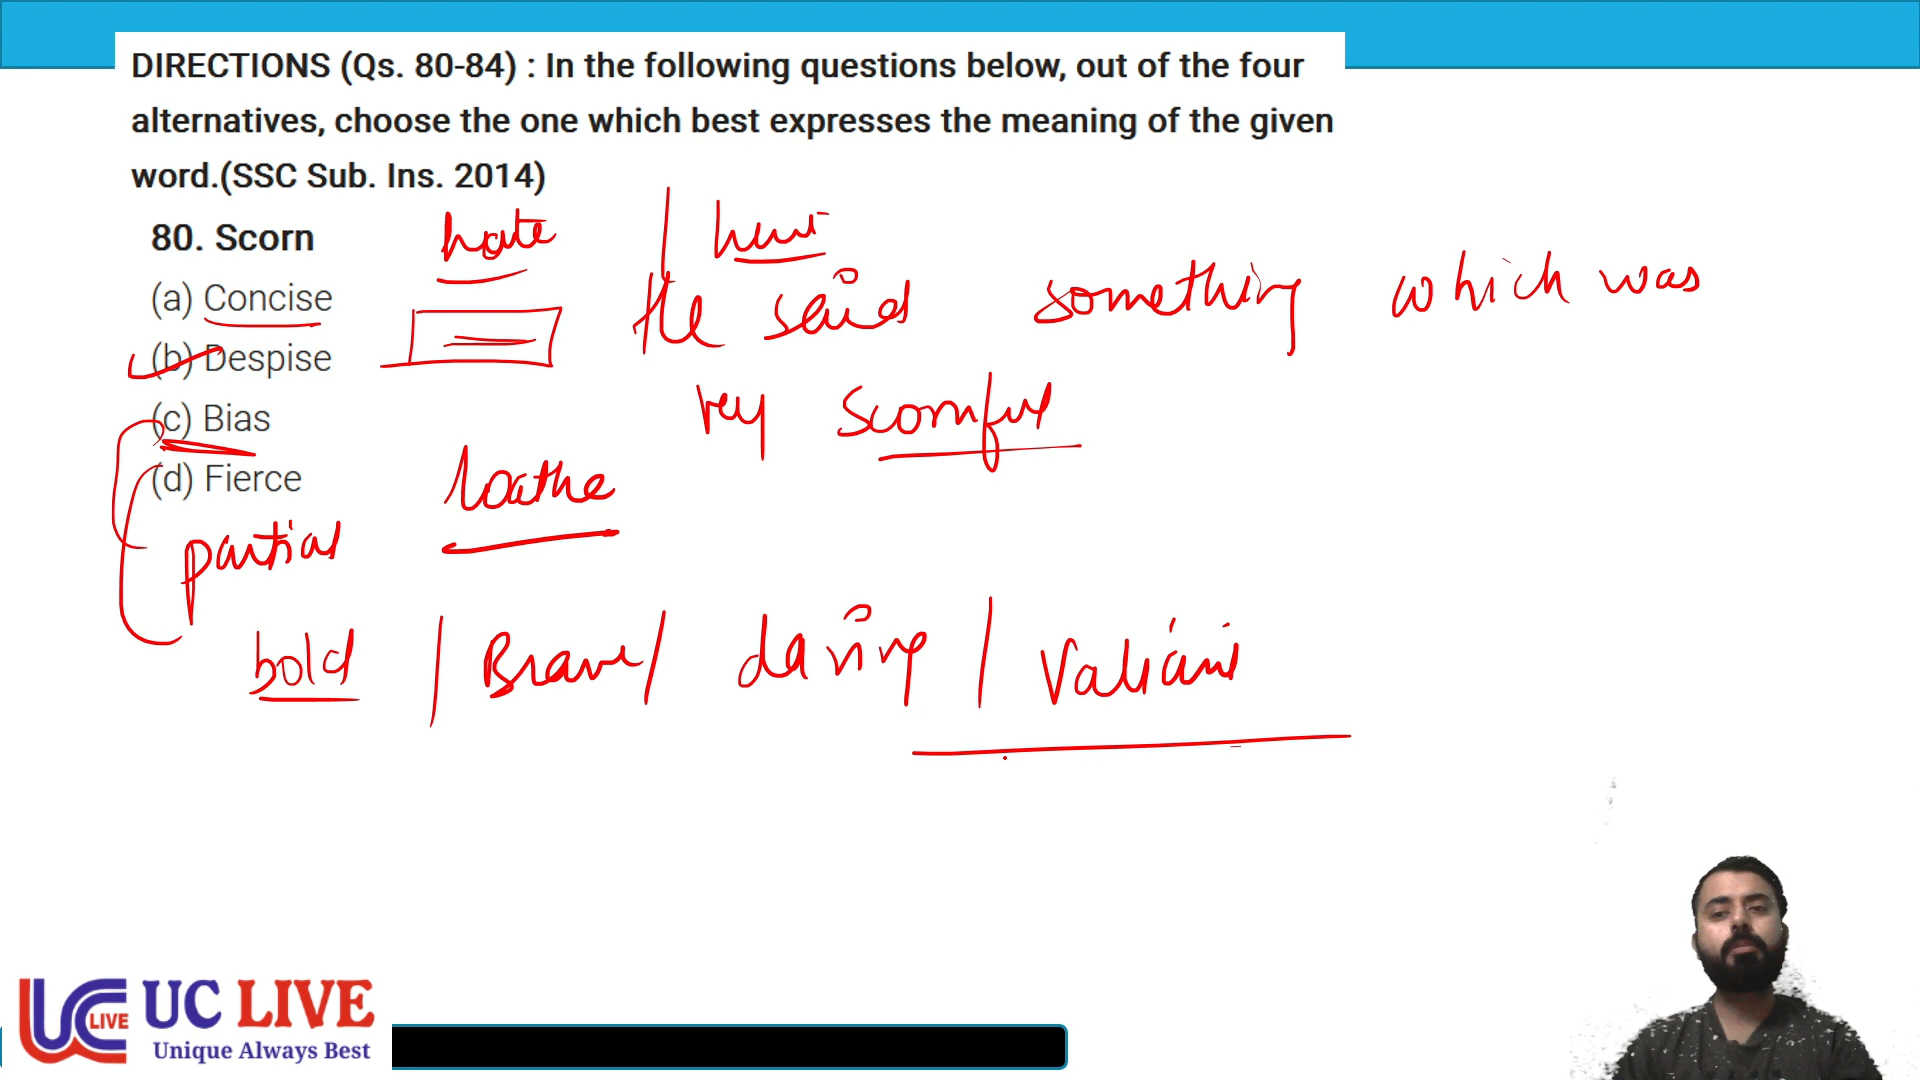 DIRECTIONS (Qs. 80-84) : In the following questions below, out of the four
alternatives, choose the one which best expresses the meaning of the given
word.(SSC Sub. Ins. 2014)
80. Scorn
hate / hurt
(a) Concise
He said something which was
(b) Despise
very scornful
(c) Bias
(d) Fierce
loathe
partial
bold / Brave / daring / Valiant
UC LIVE
LIVE
Unique Always Best